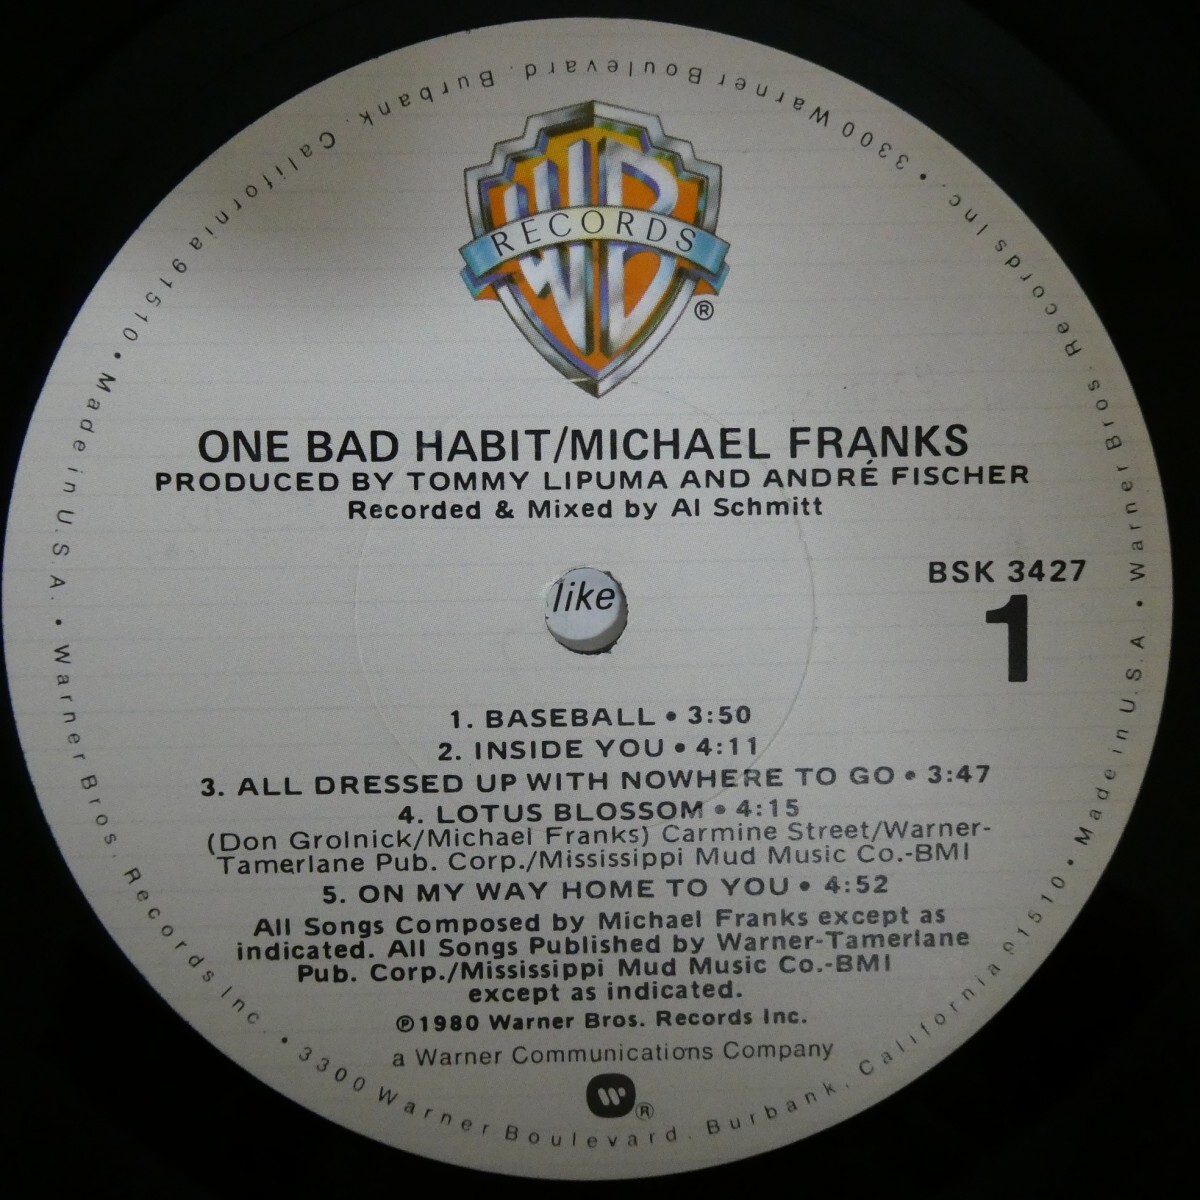 WB
RECORDS
®
ONE BAD HABIT/MICHAEL FRANKS
PRODUCED BY TOMMY LIPUMA AND ANDRÉ FISCHER
Recorded & Mixed by Al Schmitt
BSK 3427
1
like
1. BASEBALL • 3:50
2. INSIDE YOU • 4:11
3. ALL DRESSED UP WITH NOWHERE TO GO • 3:47
4. LOTUS BLOSSOM • 4:15
(Don Grolnick/Michael Franks) Carmine Street/Warner-
Tamerlane Pub. Corp./Mississippi Mud Music Co.-BMI
5. ON MY WAY HOME TO YOU • 4:52
All Songs Composed by Michael Franks except as
indicated. All Songs Published by Warner-Tamerlane
Pub. Corp./Mississippi Mud Music Co.-BMI
except as indicated.
℗1980 Warner Bros. Records Inc.
a Warner Communications Company
®
Warner Bros. Records Inc. • 3300 Warner Boulevard, Burbank, California 91510 • Made in U.S.A. • Warner Bros. Records Inc. • 3300 Warner Boulevard, Burbank, California 91510 • Made in U.S.A. •